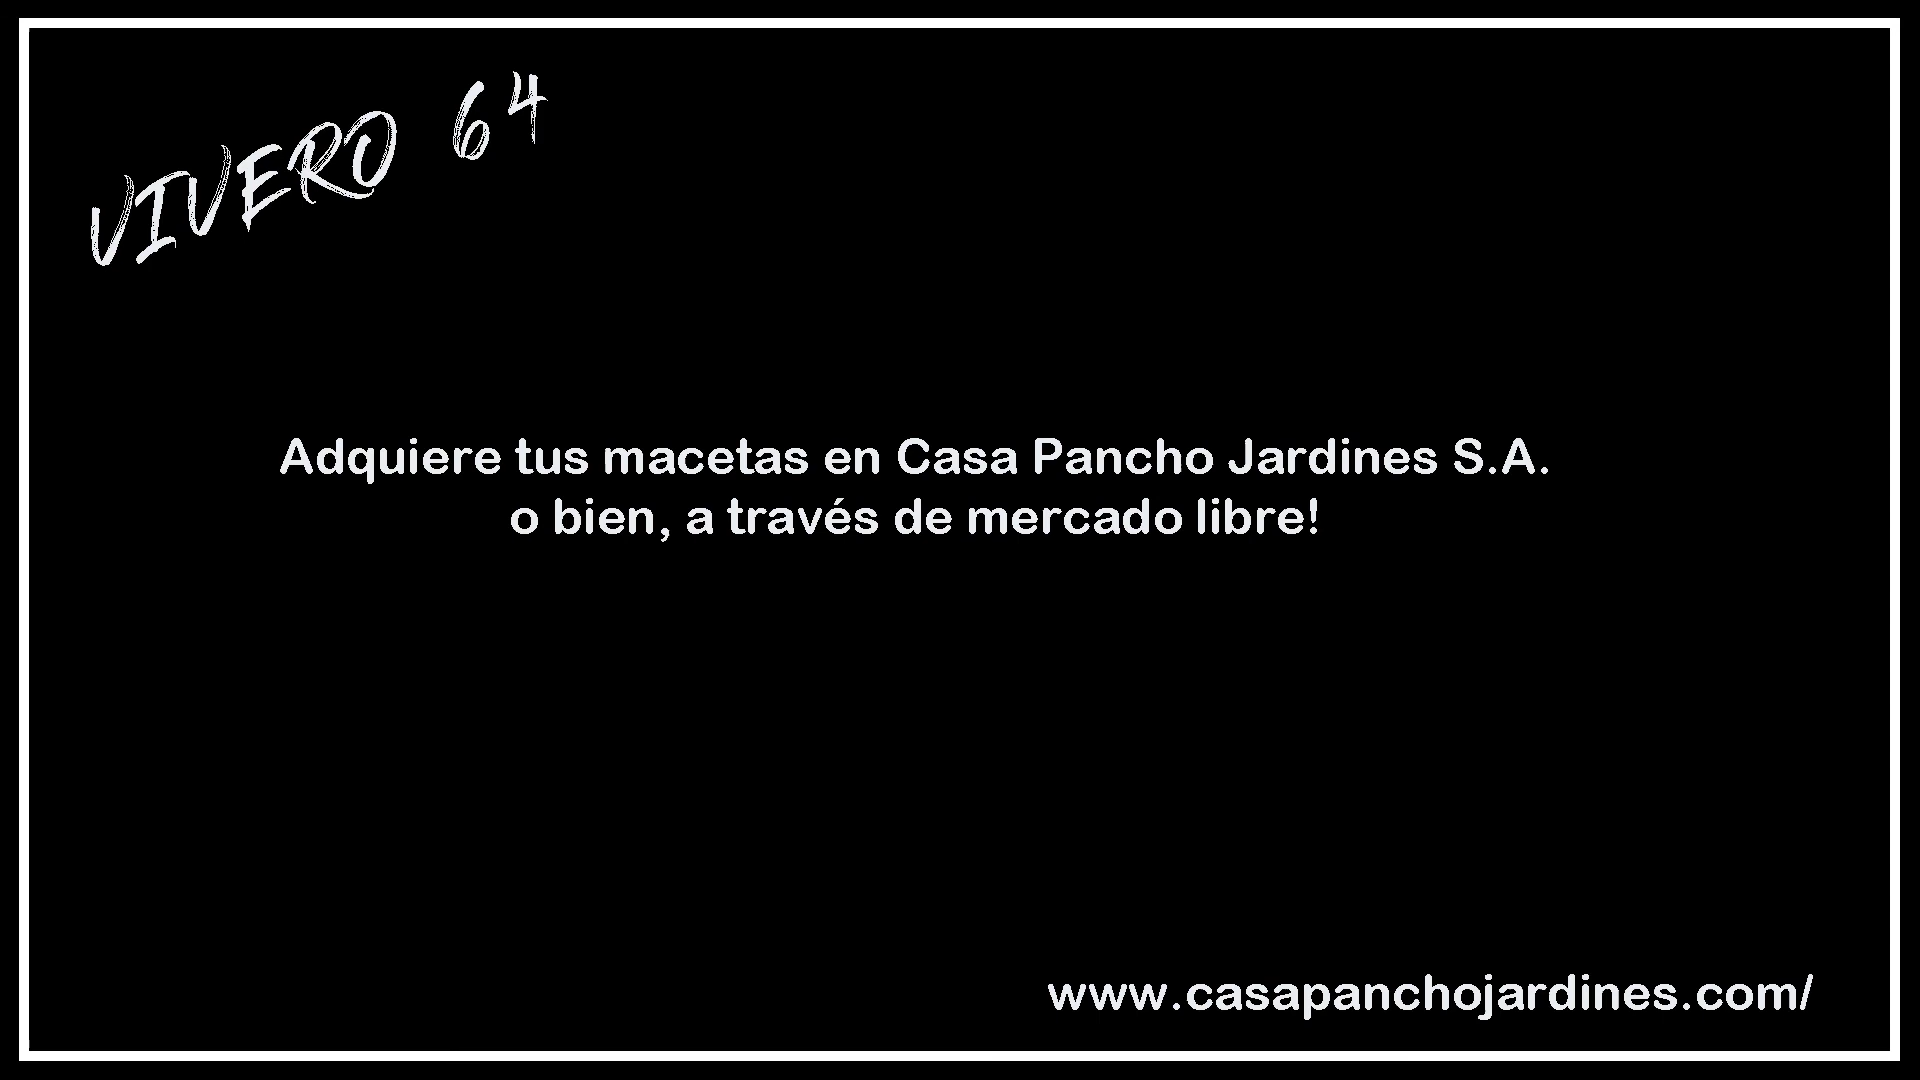 VIVERO 64
Adquiere tus macetas en Casa Pancho Jardines S.A.
o bien, a través de mercado libre!
www.casapanchojardines.com/